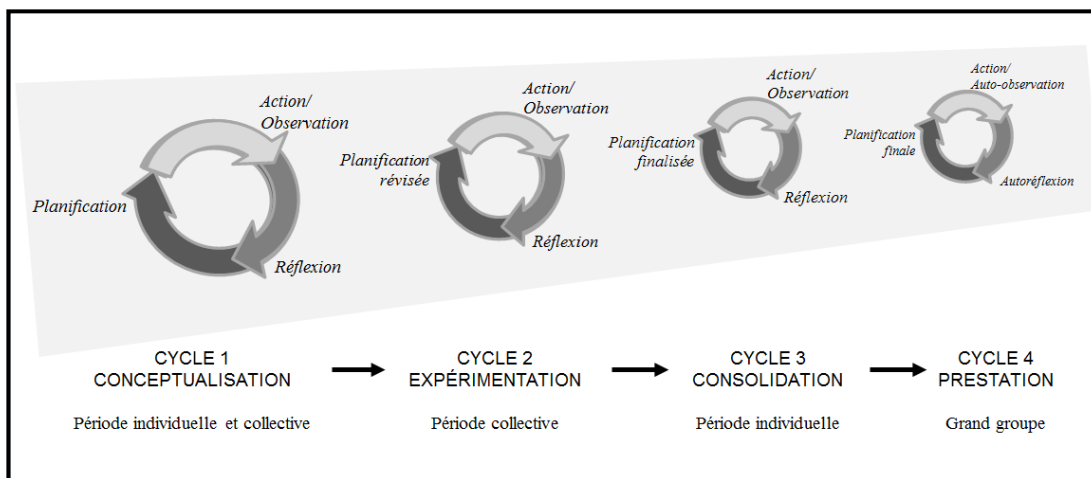 Action/
Observation
Planification
Réflexion
Action/
Observation
Planification
révisée
Réflexion
Action/
Observation
Planification
finalisée
Réflexion
Action/
Auto-observation
Planification
finale
Autoréflexion
CYCLE 1
CONCEPTUALISATION
Période individuelle et collective
CYCLE 2
EXPÉRIMENTATION
Période collective
CYCLE 3
CONSOLIDATION
Période individuelle
CYCLE 4
PRESTATION
Grand groupe